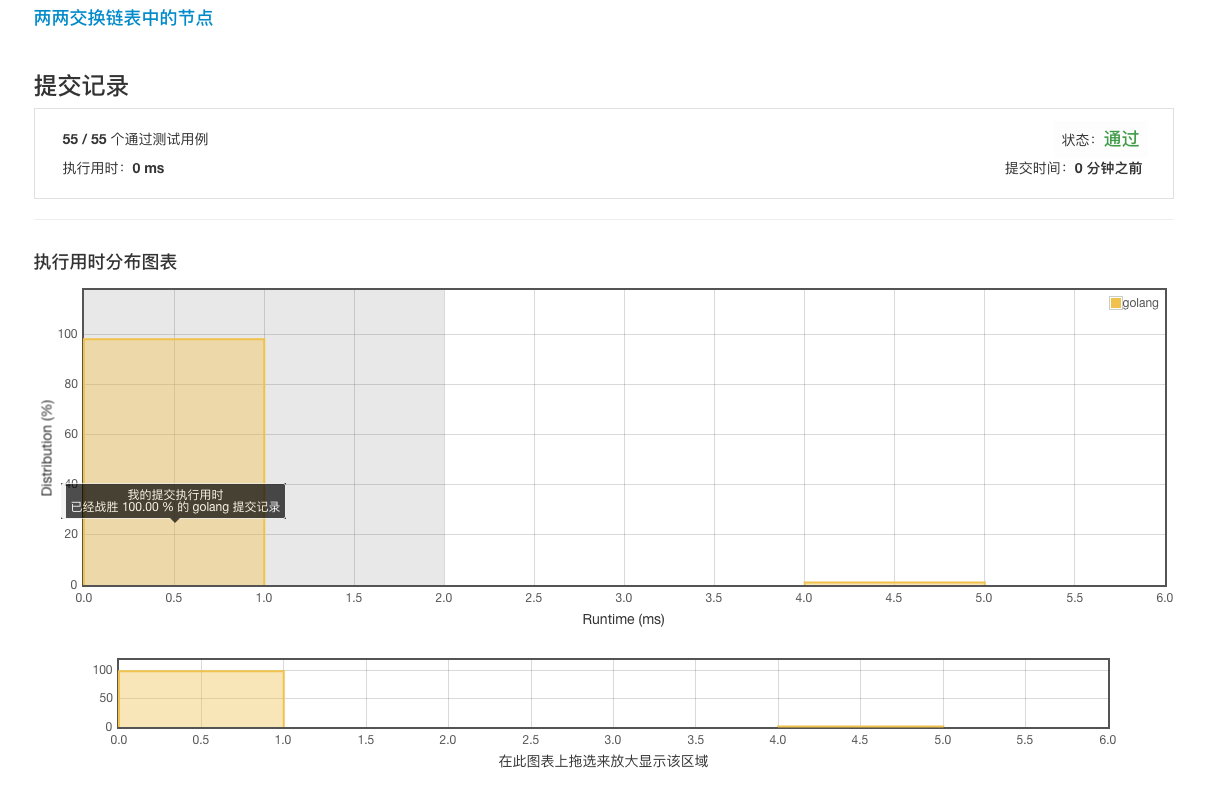 两两交换链表中的节点
提交记录
55 / 55 个通过测试用例
状态：通过
执行用时：0 ms
提交时间：0 分钟之前
执行用时分布图表
golang
100
80
60
40
20
0
Distribution (%)
我的提交执行用时
已经战胜 100.00 % 的 golang 提交记录
0.0 0.5 1.0 1.5 2.0 2.5 3.0 3.5 4.0 4.5 5.0 5.5 6.0
Runtime (ms)
100
50
0
0.0 0.5 1.0 1.5 2.0 2.5 3.0 3.5 4.0 4.5 5.0 5.5 6.0
在此图表上拖选来放大显示该区域